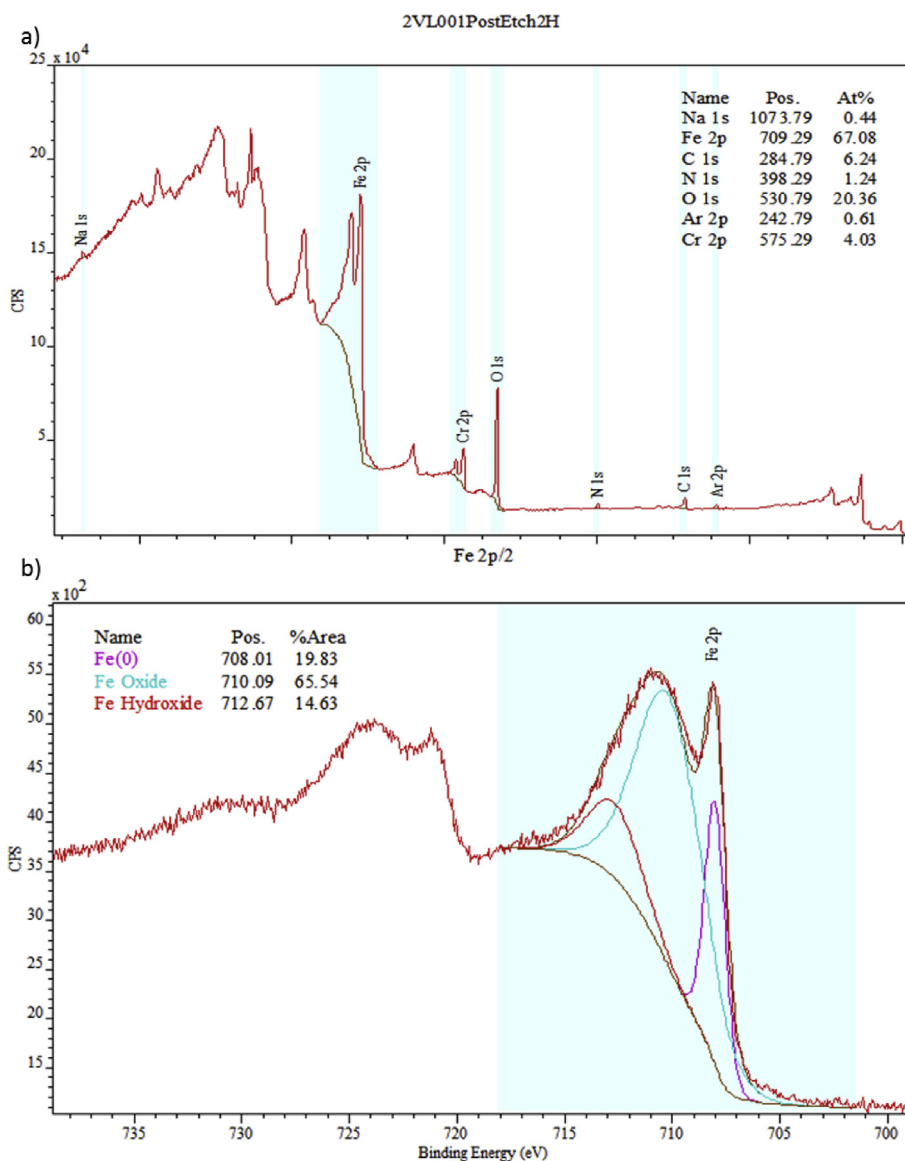 2VL001PostEtch2H
a)
25 x 10⁴
20
15
10
5
CPS
Name Pos. At%
Na 1s 1073.79 0.44
Fe 2p 709.29 67.08
C 1s 284.79 6.24
N 1s 398.29 1.24
O 1s 530.79 20.36
Ar 2p 242.79 0.61
Cr 2p 575.29 4.03
Na 1s
Fe 2p
Cr 2p
O 1s
N 1s
C 1s
Ar 2p
Fe 2p/2
b)
x 10²
60
55
50
45
40
35
30
25
20
15
CPS
Name Pos. %Area
Fe(0) 708.01 19.83
Fe Oxide 710.09 65.54
Fe Hydroxide 712.67 14.63
Fe 2p
735 730 725 720 715 710 705 700
Binding Energy (eV)